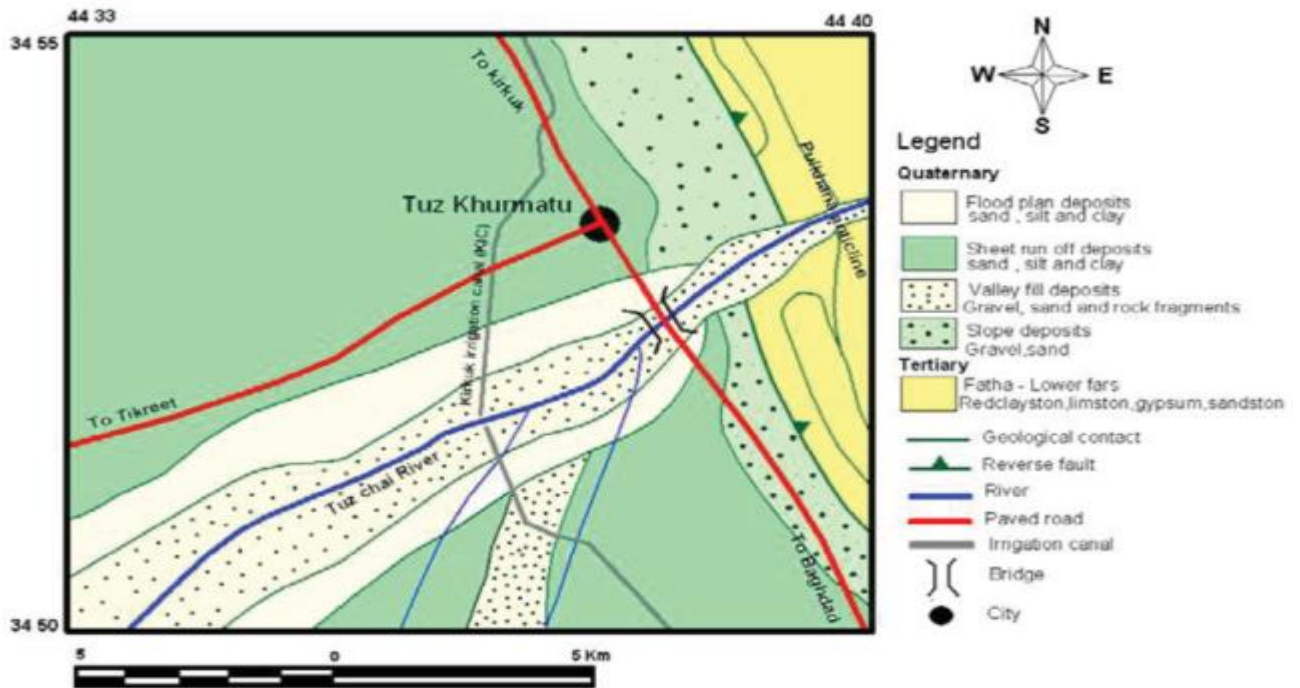 44 33
44 40
34 55
34 50
To kirkuk
Tuz Khurmatu
Pulkhana anticline
Kirkuk irrigation canal (KIC)
To Tikreet
Tuz chai River
To Baghdad
5 0 5 Km
N
W E
S
Legend
Quaternary
Flood plan deposits
sand , silt and clay
Sheet run off deposits
sand , silt and clay
Valley fill deposits
Gravel, sand and rock fragments
Slope deposits
Gravel,sand
Tertiary
Fatha - Lower fars
Redclayston,limston,gypsum,sandston
Geological contact
Reverse fault
River
Paved road
Irrigation canal
Bridge
City